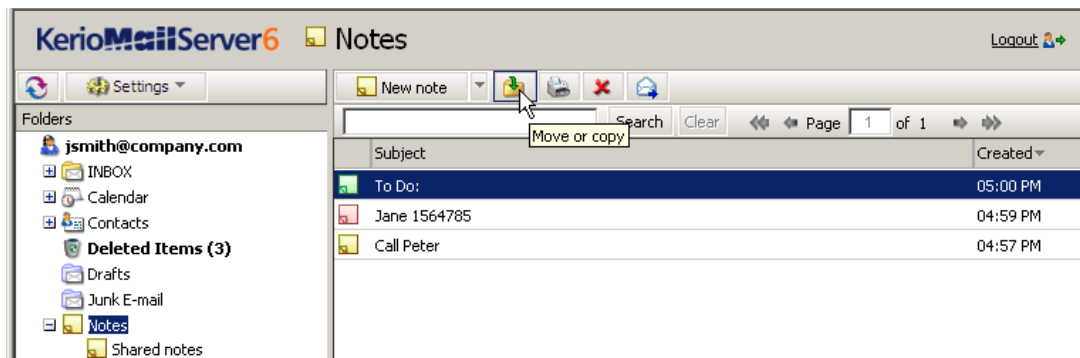 KerioMailServer6 Notes Logout
Settings New note
Folders Search Clear Page 1 of 1
Move or copy
jsmith@company.com Subject Created
INBOX To Do: 05:00 PM
Calendar Jane 1564785 04:59 PM
Contacts Call Peter 04:57 PM
Deleted Items (3)
Drafts
Junk E-mail
Notes
Shared notes